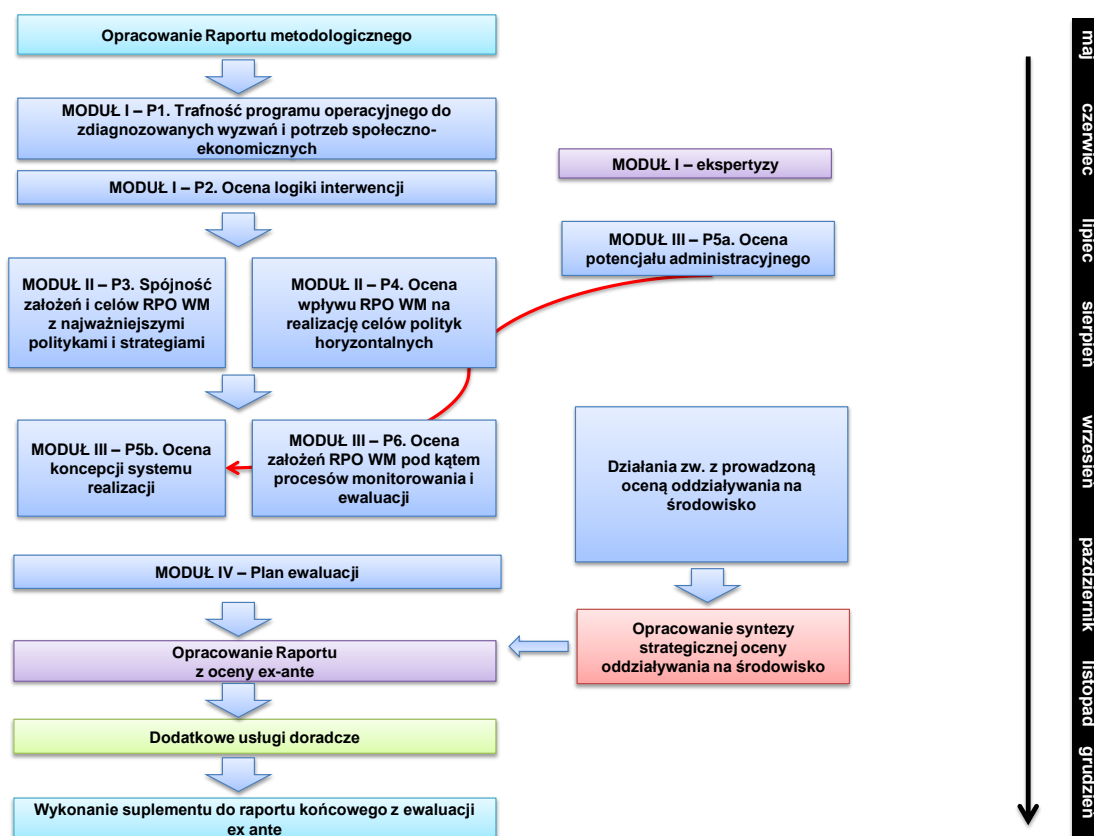 Opracowanie Raportu metodologicznego
MODUŁ I – P1. Trafność programu operacyjnego do
zdiagnozowanych wyzwań i potrzeb społeczno-
ekonomicznych
MODUŁ I – P2. Ocena logiki interwencji
MODUŁ I – ekspertyzy
MODUŁ III – P5a. Ocena
potencjału administracyjnego
MODUŁ II – P3. Spójność
założeń i celów RPO WM
z najważniejszymi
politykami i strategiami
MODUŁ II – P4. Ocena
wpływu RPO WM na
realizację celów polityk
horyzontalnych
MODUŁ III – P5b. Ocena
koncepcji systemu
realizacji
MODUŁ III – P6. Ocena
założeń RPO WM pod kątem
procesów monitorowania i
ewaluacji
Działania zw. z prowadzoną
oceną oddziaływania na
środowisko
MODUŁ IV – Plan ewaluacji
Opracowanie syntezy
strategicznej oceny
oddziaływania na środowisko
Opracowanie Raportu
z oceny ex-ante
Dodatkowe usługi doradcze
Wykonanie suplementu do raportu końcowego z ewaluacji
ex ante
maj
czerwiec
lipiec
sierpień
wrzesień
październik
listopad
grudzień